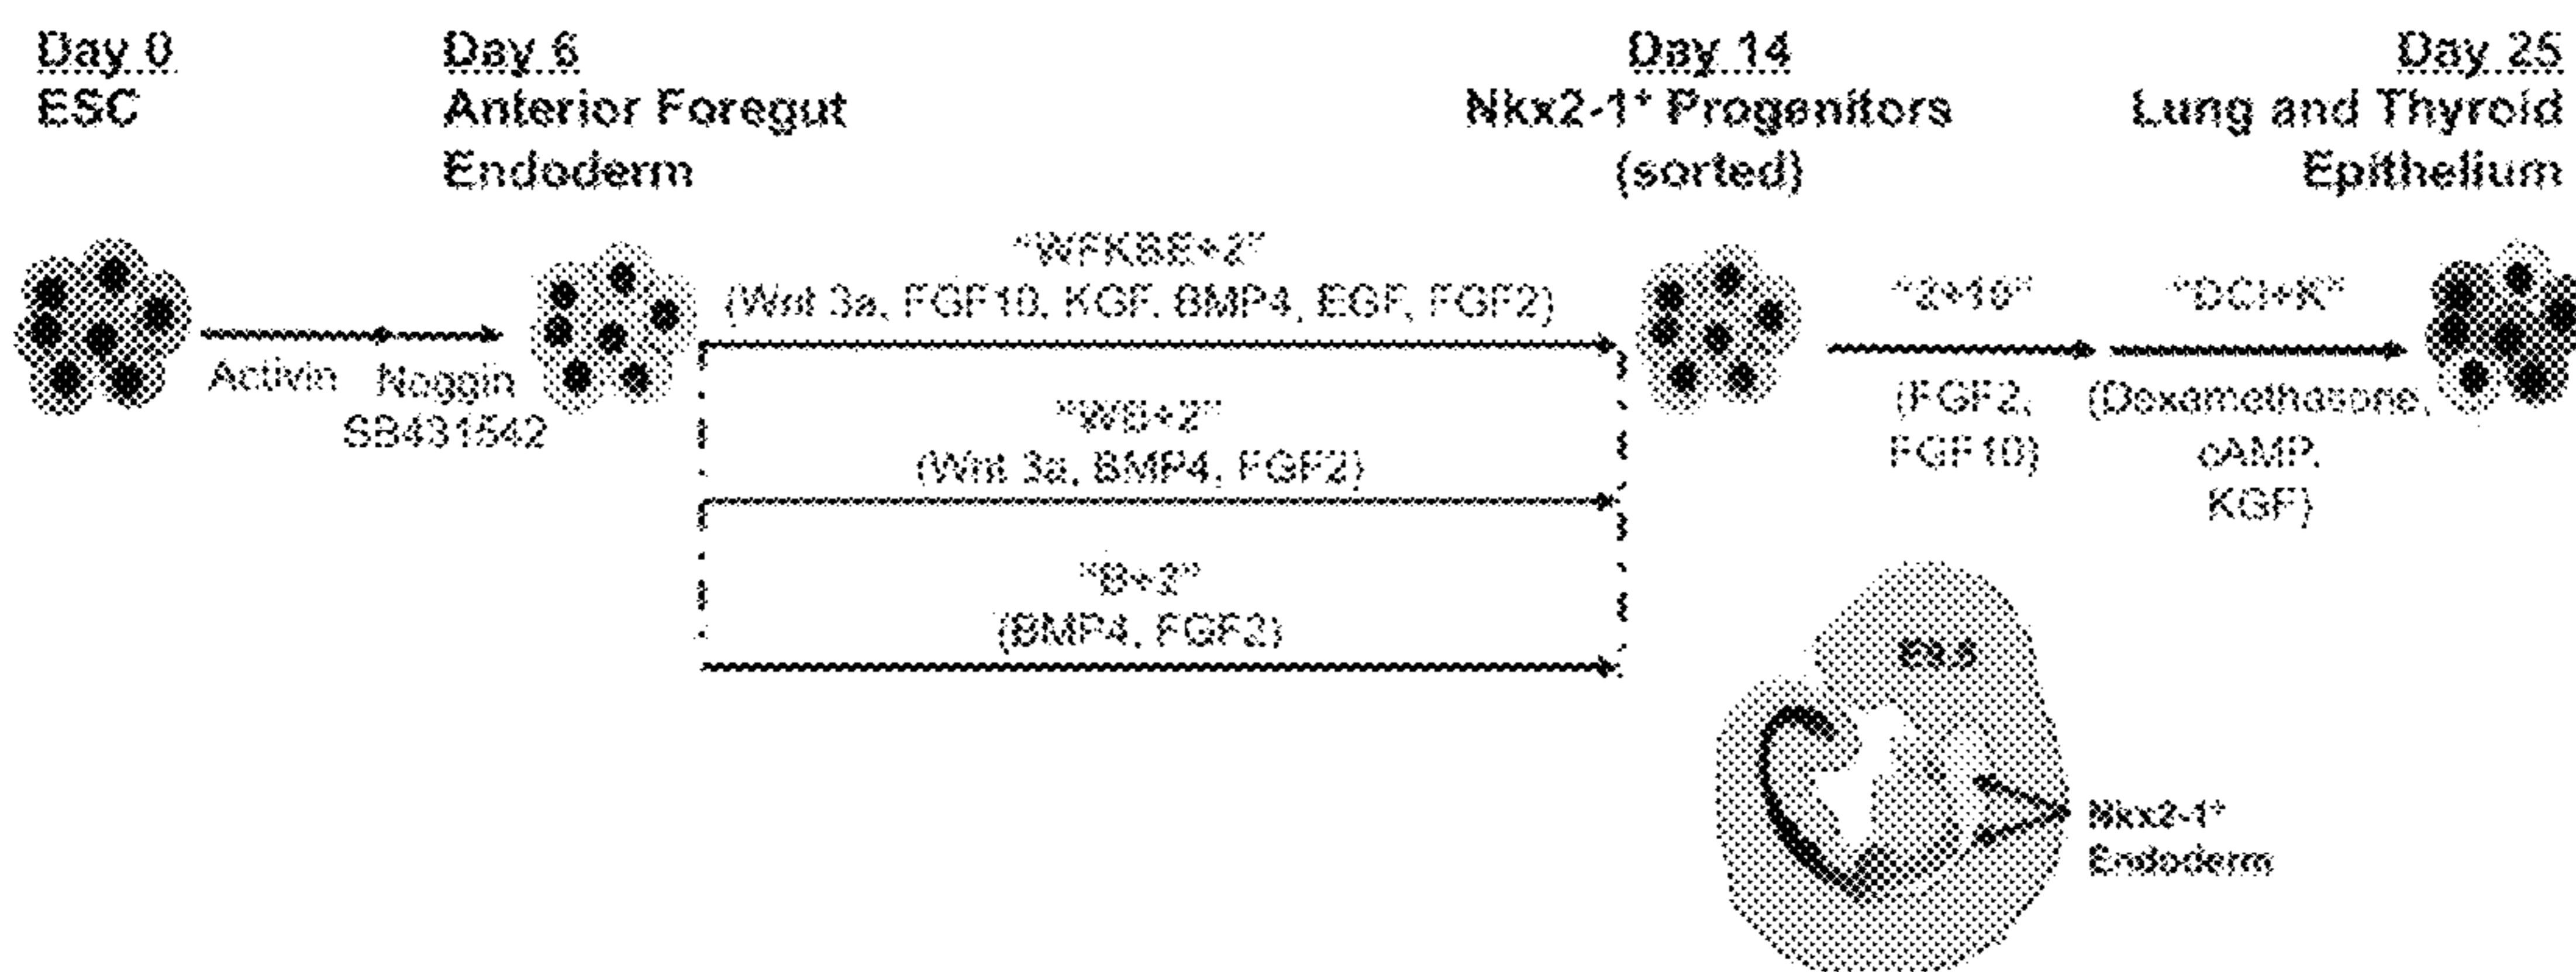 Day 0
ESC
Day 6
Anterior Foregut
Endoderm
Day 14
Nkx2-1+ Progenitors
(sorted)
Day 25
Lung and Thyroid
Epithelium
Activin
Noggin
SB431542
"WFKBE+2"
(Wnt 3a, FGF10, KGF, BMP4, EGF, FGF2)
"WB+2"
(Wnt 3a, BMP4, FGF2)
"B+2"
(BMP4, FGF2)
"2+10"
(FGF2,
FGF10)
"DCI+K"
(Dexamethasone,
cAMP,
KGF)
Nkx2-1+
Endoderm